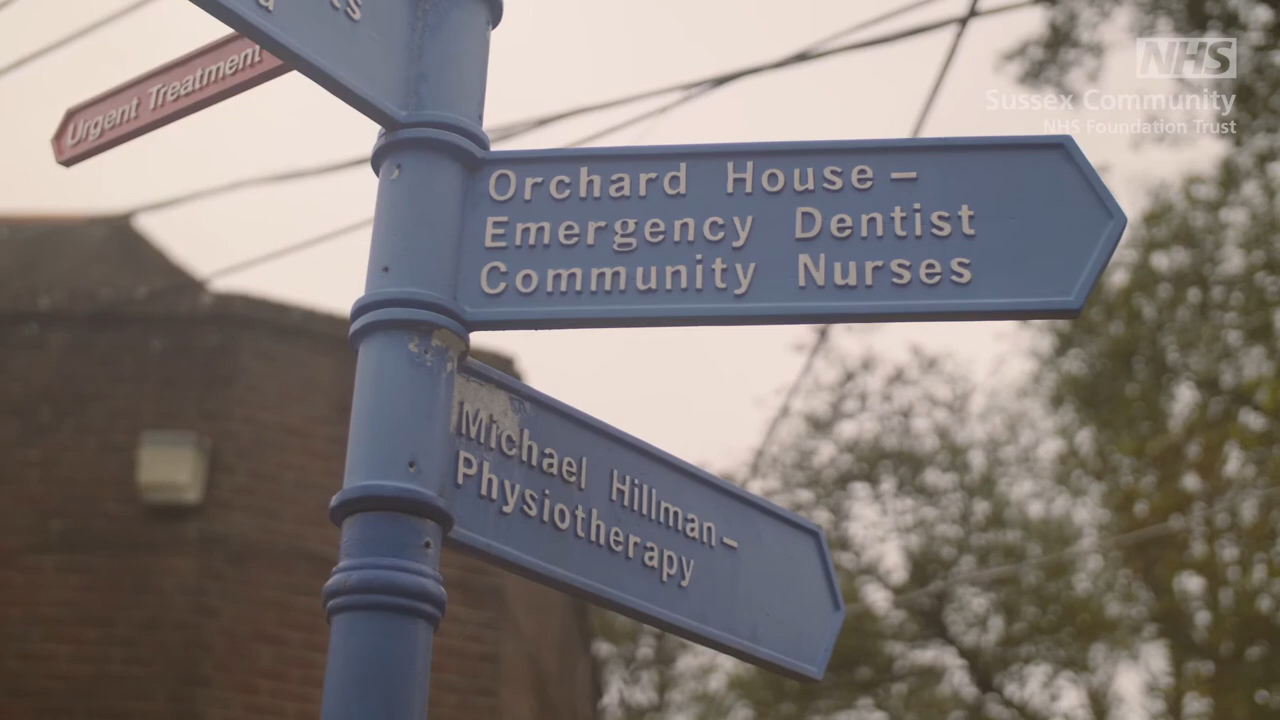 Urgent Treatment
NHS
Sussex Community
NHS Foundation Trust
Orchard House –
Emergency Dentist
Community Nurses
Michael Hillman –
Physiotherapy